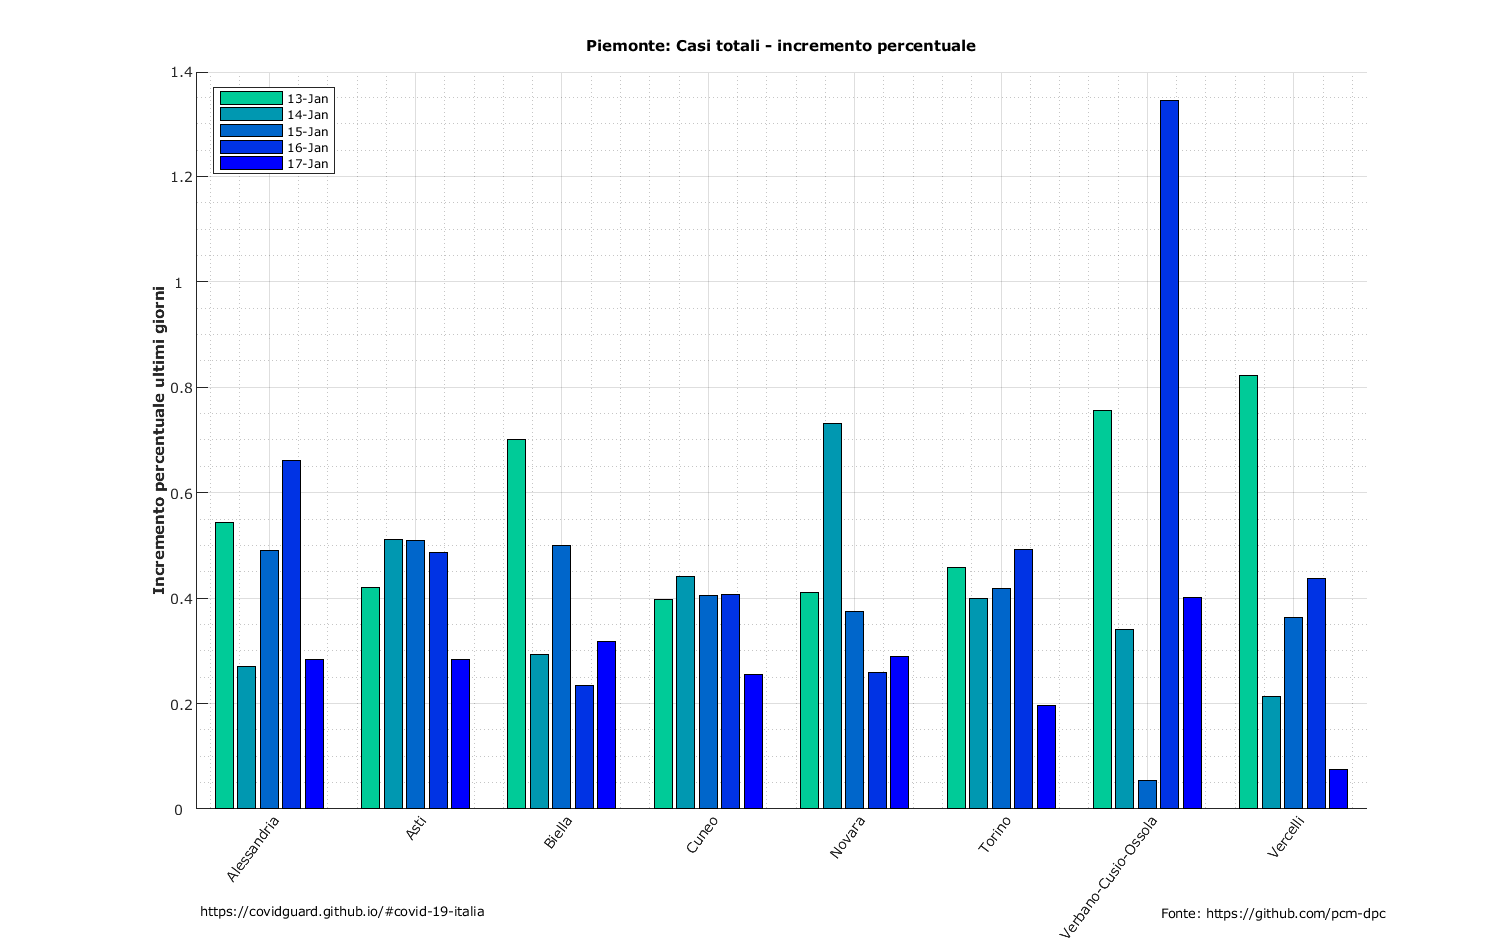 Piemonte: Casi totali - incremento percentuale
13-Jan
14-Jan
15-Jan
16-Jan
17-Jan
Incremento percentuale ultimi giorni
1.4
1.2
1
0.8
0.6
0.4
0.2
0
Alessandria
Asti
Biella
Cuneo
Novara
Torino
Verbano-Cusio-Ossola
Vercelli
https://covidguard.github.io/#covid-19-italia
Fonte: https://github.com/pcm-dpc